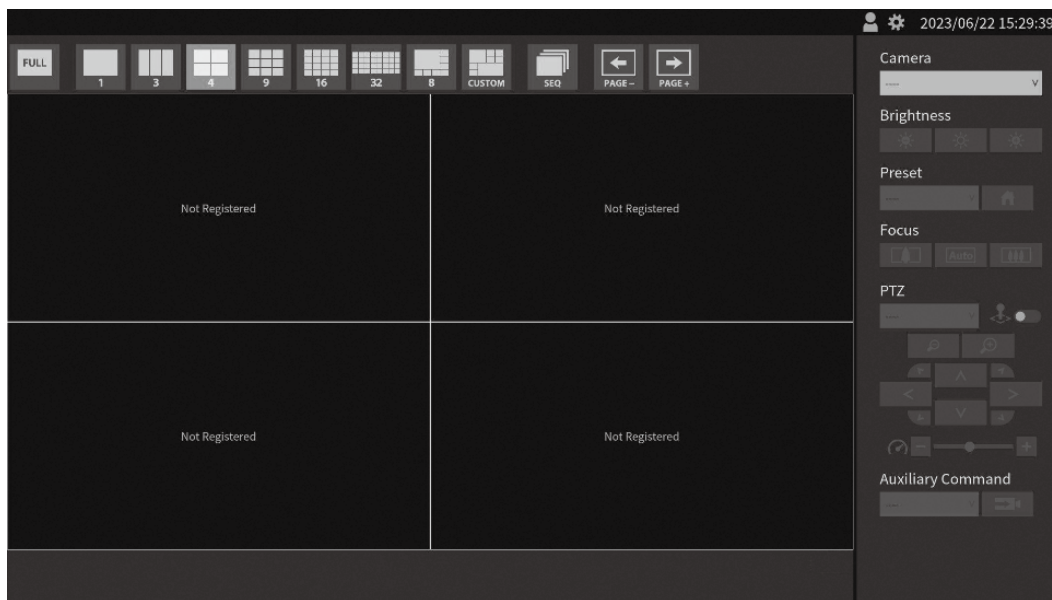 2023/06/22 15:29:39
FULL
1
3
4
9
16
32
8
CUSTOM
SEQ
PAGE−
PAGE+
Camera
----
Not Registered
Not Registered
Brightness
Preset
----
Focus
Auto
PTZ
----
Not Registered
Not Registered
Auxiliary Command
----